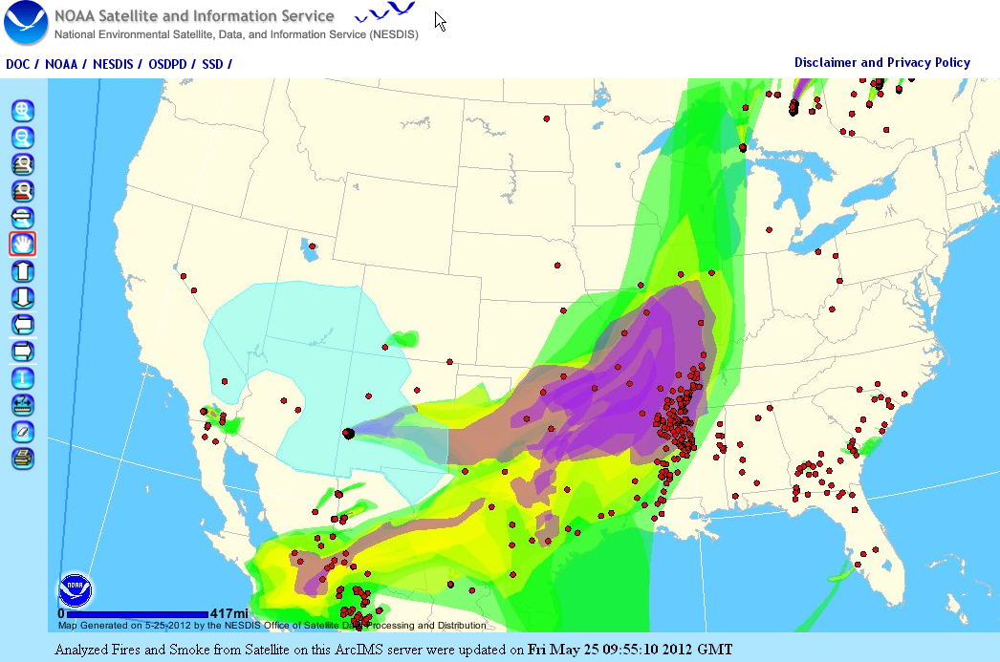 NOAA Satellite and Information Service
National Environmental Satellite, Data, and Information Service (NESDIS)
DOC / NOAA / NESDIS / OSDPD / SSD /
Disclaimer and Privacy Policy
NOAA
0 417mi
Map Generated on 5-25-2012 by the NESDIS Office of Satellite Data Processing and Distribution
Analyzed Fires and Smoke from Satellite on this ArcIMS server were updated on Fri May 25 09:55:10 2012 GMT